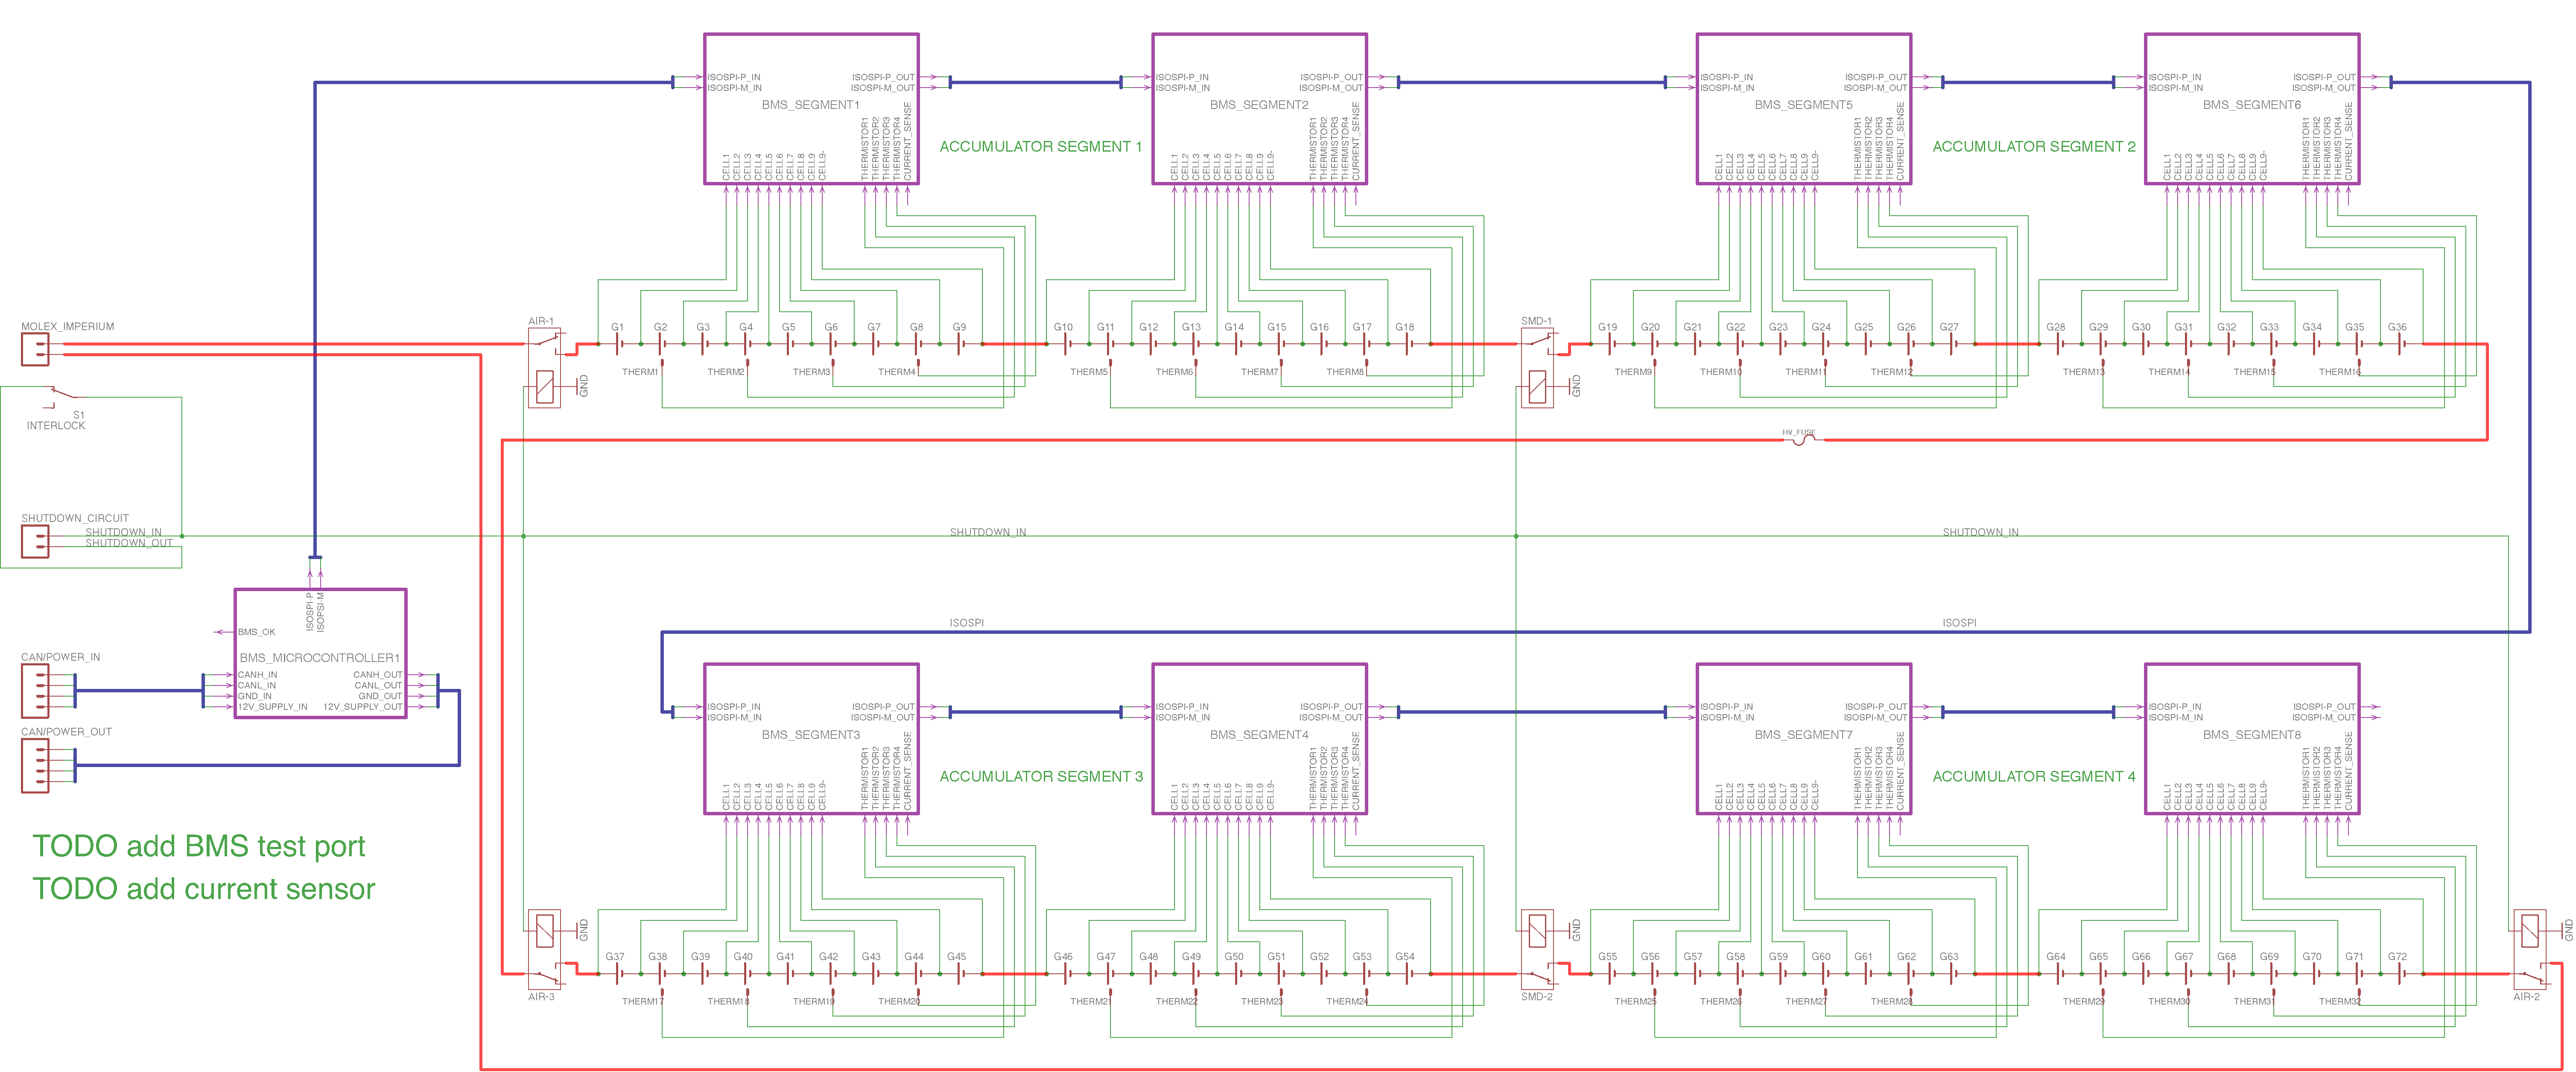 ISOSPI-P_IN
ISOSPI-M_IN
ISOSPI-P_OUT
ISOSPI-M_OUT
BMS_SEGMENT1
CELL1
CELL2
CELL3
CELL4
CELL5
CELL6
CELL7
CELL8
CELL9
CELL9-
THERMISTOR1
THERMISTOR2
THERMISTOR3
THERMISTOR4
CURRENT_SENSE
ACCUMULATOR SEGMENT 1
ISOSPI-P_IN
ISOSPI-M_IN
ISOSPI-P_OUT
ISOSPI-M_OUT
BMS_SEGMENT2
CELL1
CELL2
CELL3
CELL4
CELL5
CELL6
CELL7
CELL8
CELL9
CELL9-
THERMISTOR1
THERMISTOR2
THERMISTOR3
THERMISTOR4
CURRENT_SENSE
ISOSPI-P_IN
ISOSPI-M_IN
ISOSPI-P_OUT
ISOSPI-M_OUT
BMS_SEGMENT5
CELL1
CELL2
CELL3
CELL4
CELL5
CELL6
CELL7
CELL8
CELL9
CELL9-
THERMISTOR1
THERMISTOR2
THERMISTOR3
THERMISTOR4
CURRENT_SENSE
ACCUMULATOR SEGMENT 2
ISOSPI-P_IN
ISOSPI-M_IN
ISOSPI-P_OUT
ISOSPI-M_OUT
BMS_SEGMENT6
CELL1
CELL2
CELL3
CELL4
CELL5
CELL6
CELL7
CELL8
CELL9
CELL9-
THERMISTOR1
THERMISTOR2
THERMISTOR3
THERMISTOR4
CURRENT_SENSE
MOLEX_IMPERIUM
AIR-1
GND
G1 G2 G3 G4 G5 G6 G7 G8 G9
G10 G11 G12 G13 G14 G15 G16 G17 G18
SMD-1
GND
G19 G20 G21 G22 G23 G24 G25 G26 G27
G28 G29 G30 G31 G32 G33 G34 G35 G36
THERM1 THERM2 THERM3 THERM4
THERM5 THERM6 THERM7 THERM8
THERM9 THERM10 THERM11 THERM12
THERM13 THERM14 THERM15 THERM16
S1
INTERLOCK
HV_FUSE
SHUTDOWN_CIRCUIT
SHUTDOWN_IN
SHUTDOWN_OUT
SHUTDOWN_IN
SHUTDOWN_IN
ISOSPI-P
ISOPSI-M
BMS_OK
BMS_MICROCONTROLLER1
CANH_IN
CANL_IN
GND_IN
12V_SUPPLY_IN
CANH_OUT
CANL_OUT
GND_OUT
12V_SUPPLY_OUT
CAN/POWER_IN
CAN/POWER_OUT
ISOSPI
ISOSPI
ISOSPI-P_IN
ISOSPI-M_IN
ISOSPI-P_OUT
ISOSPI-M_OUT
BMS_SEGMENT3
CELL1
CELL2
CELL3
CELL4
CELL5
CELL6
CELL7
CELL8
CELL9
CELL9-
THERMISTOR1
THERMISTOR2
THERMISTOR3
THERMISTOR4
CURRENT_SENSE
ACCUMULATOR SEGMENT 3
ISOSPI-P_IN
ISOSPI-M_IN
ISOSPI-P_OUT
ISOSPI-M_OUT
BMS_SEGMENT4
CELL1
CELL2
CELL3
CELL4
CELL5
CELL6
CELL7
CELL8
CELL9
CELL9-
THERMISTOR1
THERMISTOR2
THERMISTOR3
THERMISTOR4
CURRENT_SENSE
ISOSPI-P_IN
ISOSPI-M_IN
ISOSPI-P_OUT
ISOSPI-M_OUT
BMS_SEGMENT7
CELL1
CELL2
CELL3
CELL4
CELL5
CELL6
CELL7
CELL8
CELL9
CELL9-
THERMISTOR1
THERMISTOR2
THERMISTOR3
THERMISTOR4
CURRENT_SENSE
ACCUMULATOR SEGMENT 4
ISOSPI-P_IN
ISOSPI-M_IN
ISOSPI-P_OUT
ISOSPI-M_OUT
BMS_SEGMENT8
CELL1
CELL2
CELL3
CELL4
CELL5
CELL6
CELL7
CELL8
CELL9
CELL9-
THERMISTOR1
THERMISTOR2
THERMISTOR3
THERMISTOR4
CURRENT_SENSE
TODO add BMS test port
TODO add current sensor
GND
AIR-3
G37 G38 G39 G40 G41 G42 G43 G44 G45
G46 G47 G48 G49 G50 G51 G52 G53 G54
GND
SMD-2
G55 G56 G57 G58 G59 G60 G61 G62 G63
G64 G65 G66 G67 G68 G69 G70 G71 G72
GND
AIR-2
THERM17 THERM18 THERM19 THERM20
THERM21 THERM22 THERM23 THERM24
THERM25 THERM26 THERM27 THERM28
THERM29 THERM30 THERM31 THERM32